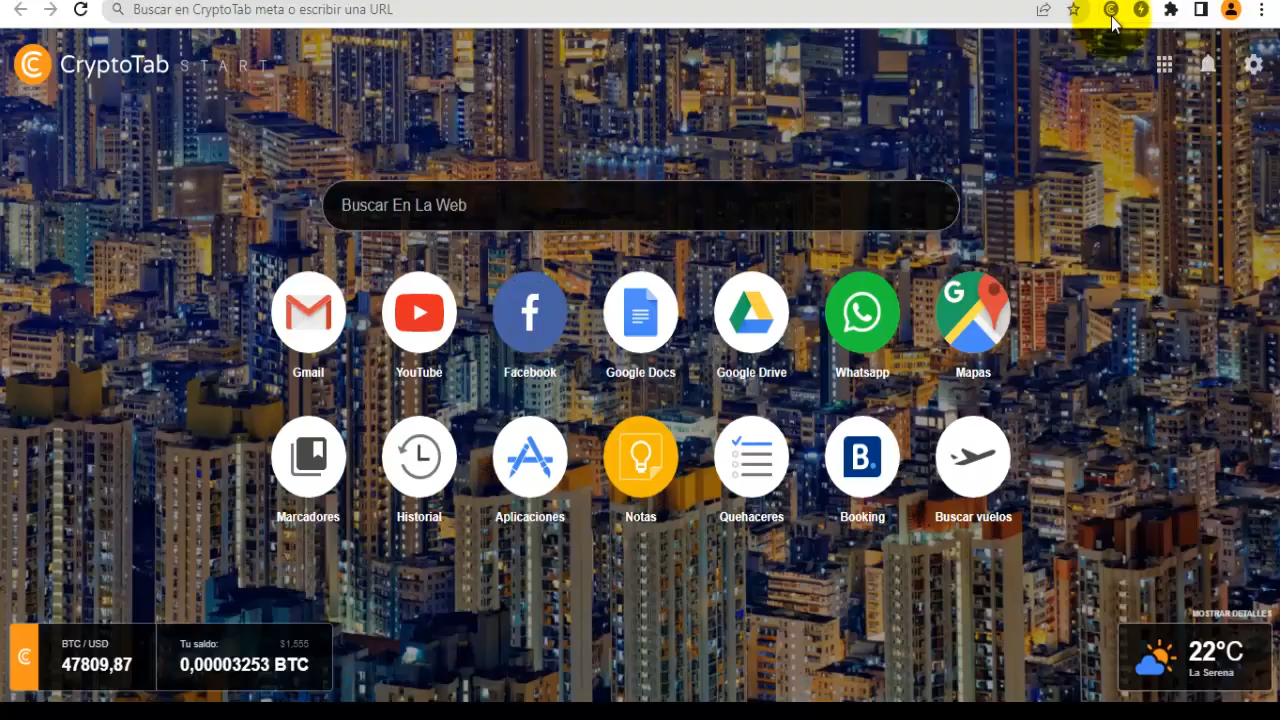 Buscar en CryptoTab meta o escribir una URL
CryptoTab START
Buscar En La Web
Gmail
YouTube
Facebook
Google Docs
Google Drive
Whatsapp
Mapas
Marcadores
Historial
Aplicaciones
Notas
Quehaceres
Booking
Buscar vuelos
MOSTRAR DETALLES
BTC / USD
47809,87
Tu saldo:
$1,555
0,00003253 BTC
22°C
La Serena